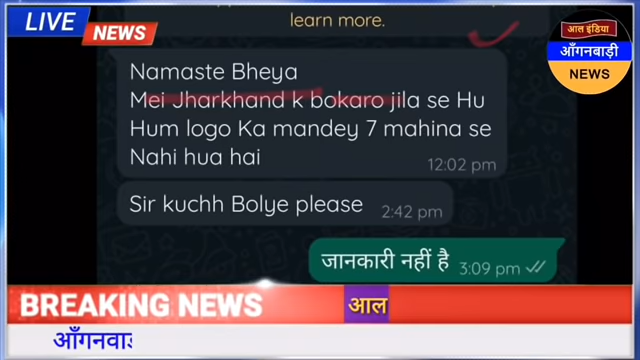 LIVE
NEWS
learn more.
आल इंडिया
आँगनबाड़ी
NEWS
Namaste Bheya
Mei Jharkhand k bokaro jila se Hu
Hum logo Ka mandey 7 mahina se
Nahi hua hai
12:02 pm
Sir kuchh Bolye please
2:42 pm
जानकारी नहीं है
3:09 pm
BREAKING NEWS
आल